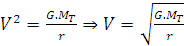 V² = G.M_T / r ⇒ V = √(G.M_T / r)